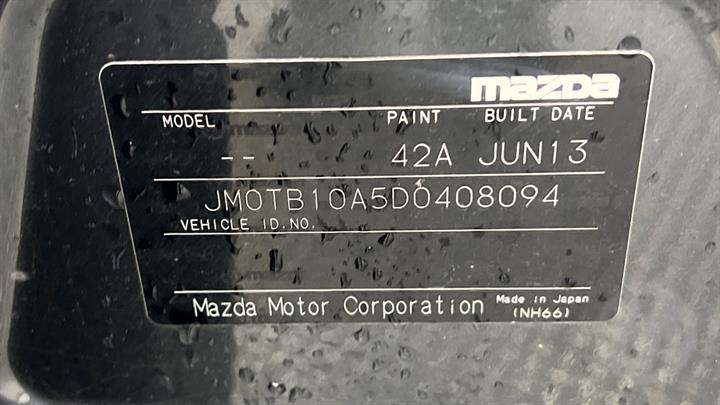 mazda
MODEL PAINT BUILT DATE
-- 42A JUN13
JM0TB10A5D0408094
VEHICLE ID.NO.
Mazda Motor Corporation Made in Japan
(NH66)